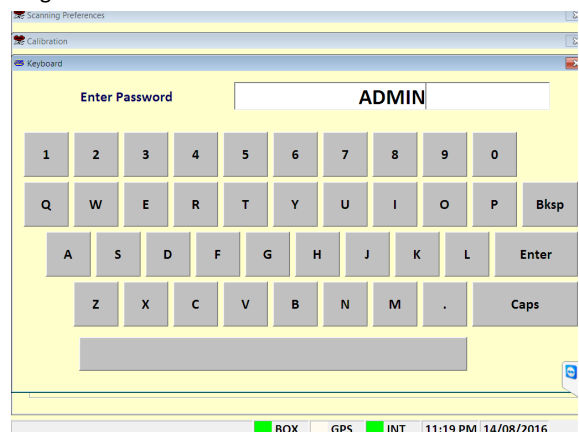 Scanning Preferences
Calibration
Keyboard
Enter Password ADMIN
1 2 3 4 5 6 7 8 9 0
Q W E R T Y U I O P Bksp
A S D F G H J K L Enter
Z X C V B N M . Caps
BOX GPS INT 11:19 PM 14/08/2016